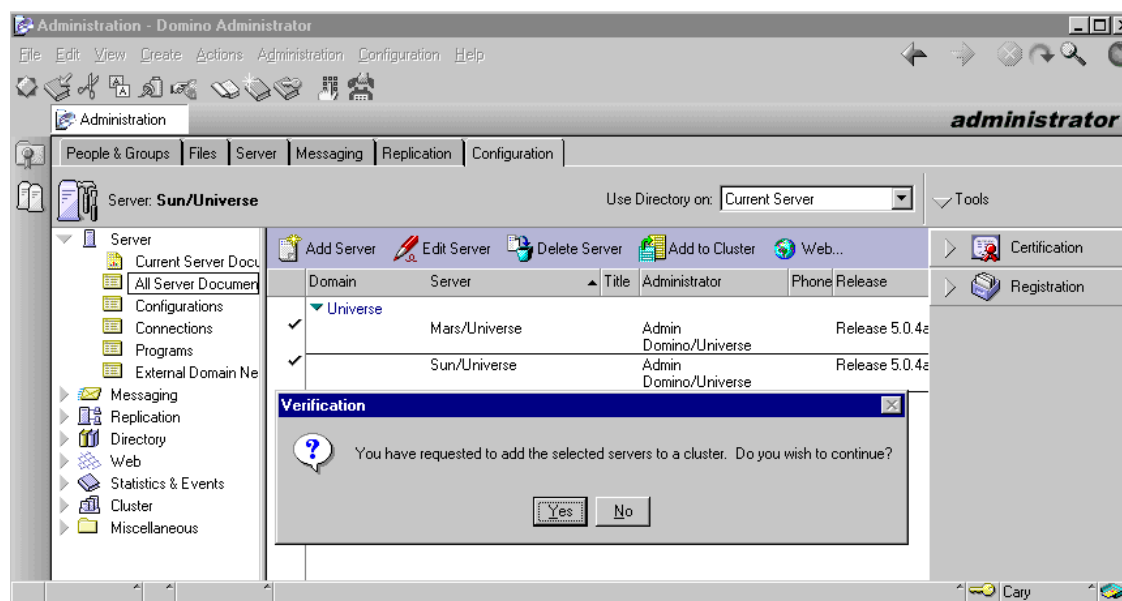 Administration - Domino Administrator
File Edit View Create Actions Administration Configuration Help
Administration
administrator
People & Groups Files Server Messaging Replication Configuration
Server: Sun/Universe
Use Directory on: Current Server
Tools
Server
Current Server Docu
All Server Documen
Configurations
Connections
Programs
External Domain Ne
Messaging
Replication
Directory
Web
Statistics & Events
Cluster
Miscellaneous
Add Server Edit Server Delete Server Add to Cluster Web...
Domain Server Title Administrator Phone Release
Universe
Mars/Universe Admin Release 5.0.4a
Domino/Universe
Sun/Universe Admin Release 5.0.4a
Domino/Universe
Certification
Registration
Verification
You have requested to add the selected servers to a cluster. Do you wish to continue?
Yes No
Cary